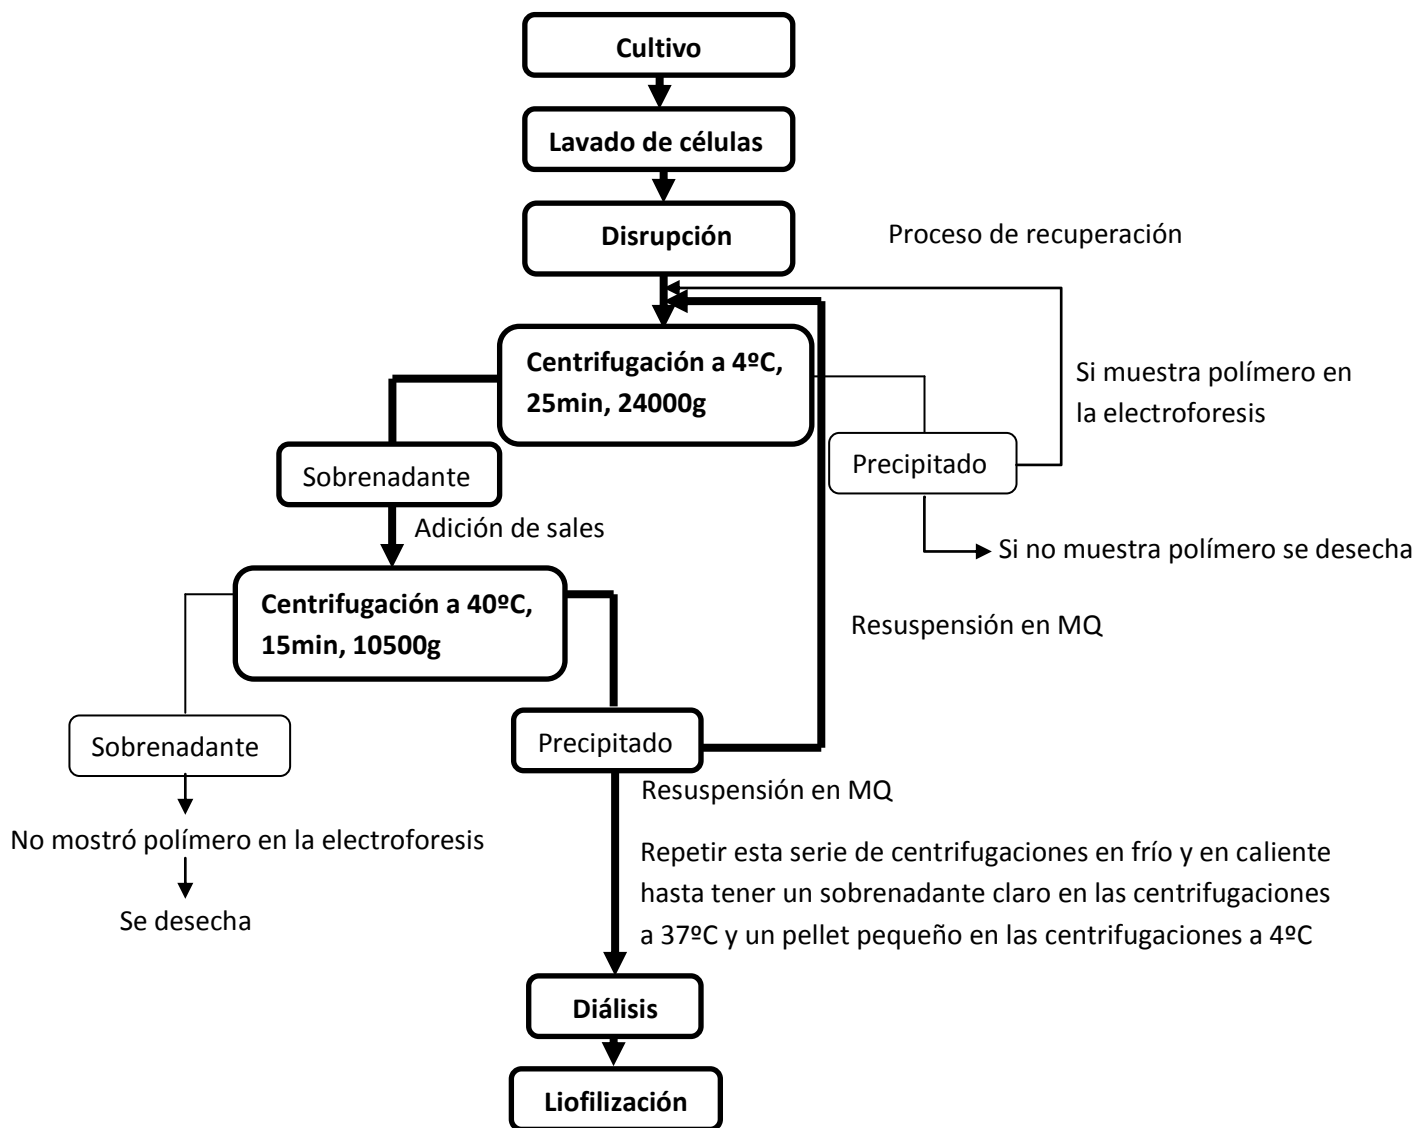 Cultivo
Lavado de células
Disrupción
Proceso de recuperación
Centrifugación a 4ºC,
25min, 24000g
Si muestra polímero en
la electroforesis
Sobrenadante
Precipitado
Adición de sales
Si no muestra polímero se desecha
Centrifugación a 40ºC,
15min, 10500g
Resuspensión en MQ
Sobrenadante
Precipitado
Resuspensión en MQ
No mostró polímero en la electroforesis
Se desecha
Repetir esta serie de centrifugaciones en frío y en caliente
hasta tener un sobrenadante claro en las centrifugaciones
a 37ºC y un pellet pequeño en las centrifugaciones a 4ºC
Diálisis
Liofilización